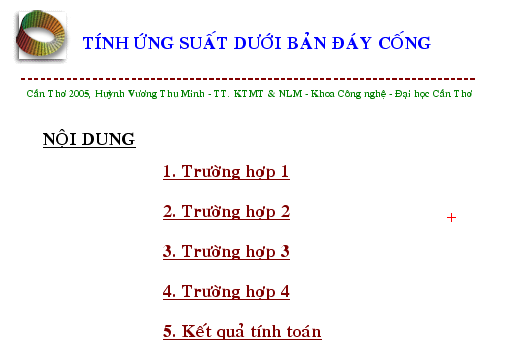 TÍNH ỨNG SUẤT DƯỚI BẢN ĐÁY CỐNG
Cần Thơ 2005, Huỳnh Vương Thu Minh - TT. KTMT & NLM - Khoa Công nghệ - Đại học Cần Thơ
NỘI DUNG
1. Trường hợp 1
2. Trường hợp 2
3. Trường hợp 3
4. Trường hợp 4
5. Kết quả tính toán